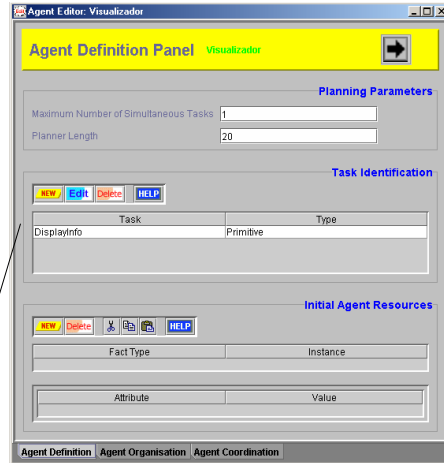 Agent Editor: Visualizador
Agent Definition Panel Visualizador
Planning Parameters
Maximum Number of Simultaneous Tasks 1
Planner Length 20
Task Identification
NEW Edit Delete HELP
Task Type
DisplayInfo Primitive
Initial Agent Resources
NEW Delete HELP
Fact Type Instance
Attribute Value
Agent Definition Agent Organisation Agent Coordination